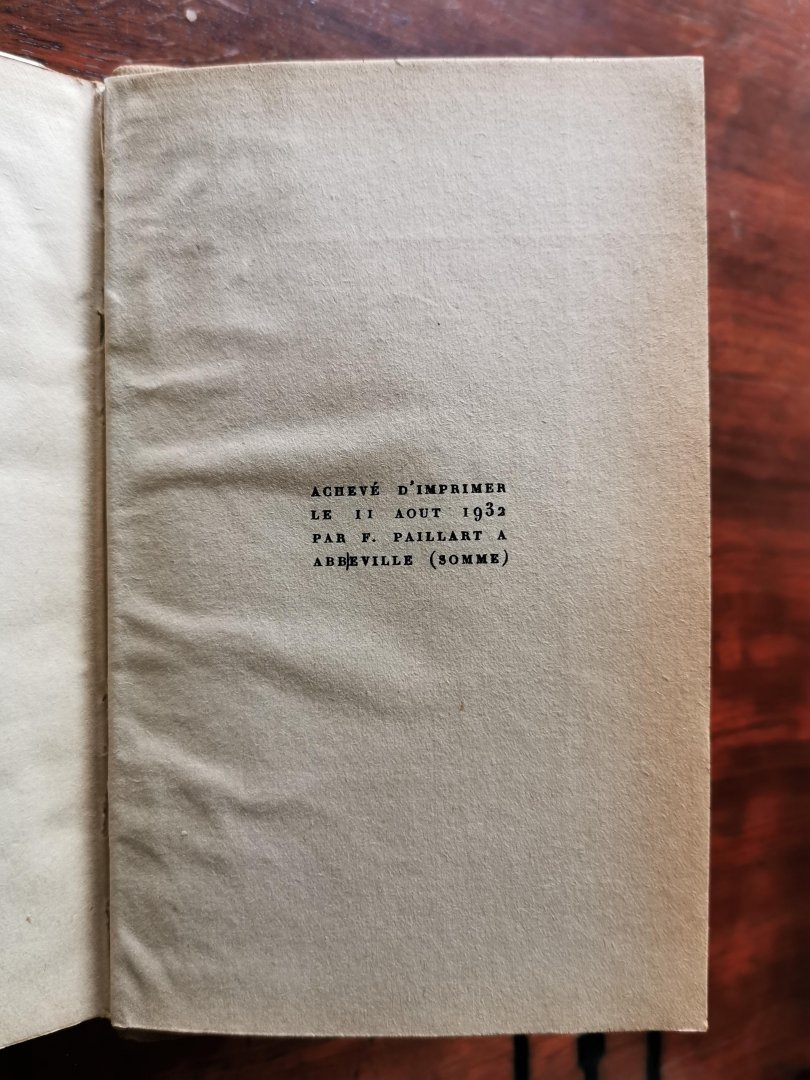 ACHEVÉ D'IMPRIMER
LE 11 AOUT 1932
PAR F. PAILLART A
ABBEVILLE (SOMME)